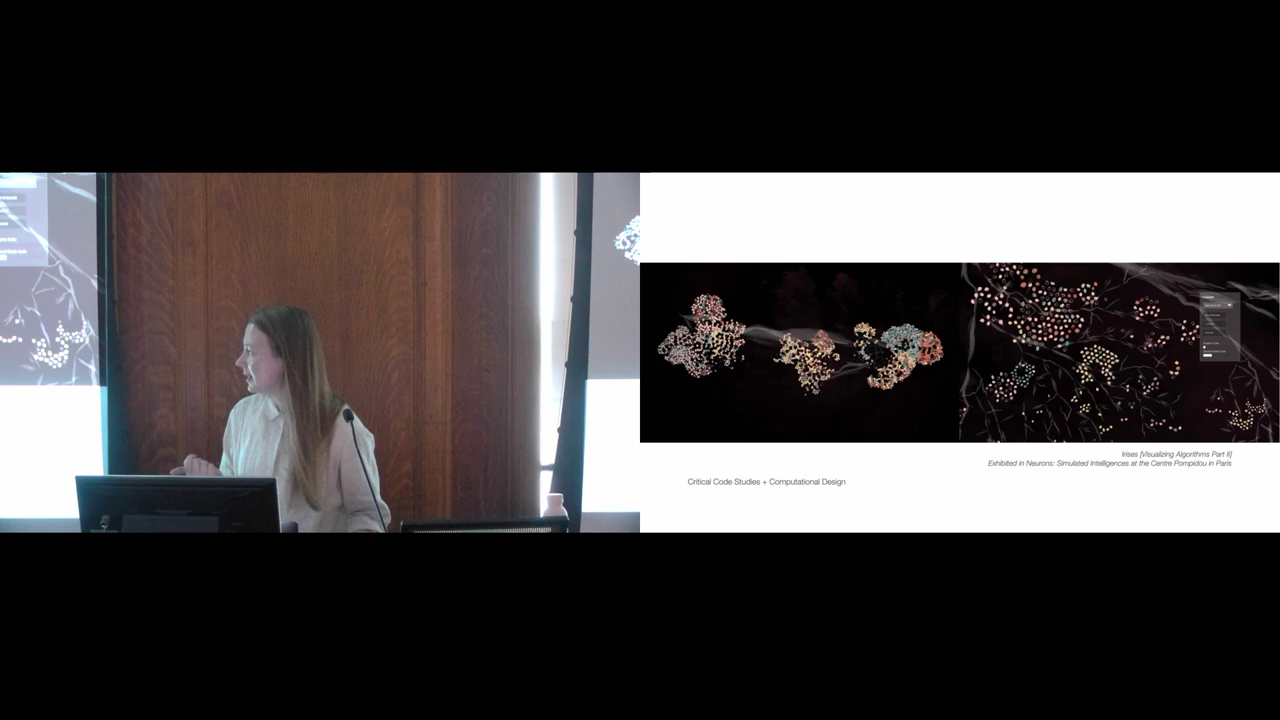 Irises [Visualizing Algorithms Part II]
Exhibited in Neurons: Simulated Intelligences at the Centre Pompidou in Paris
Critical Code Studies + Computational Design